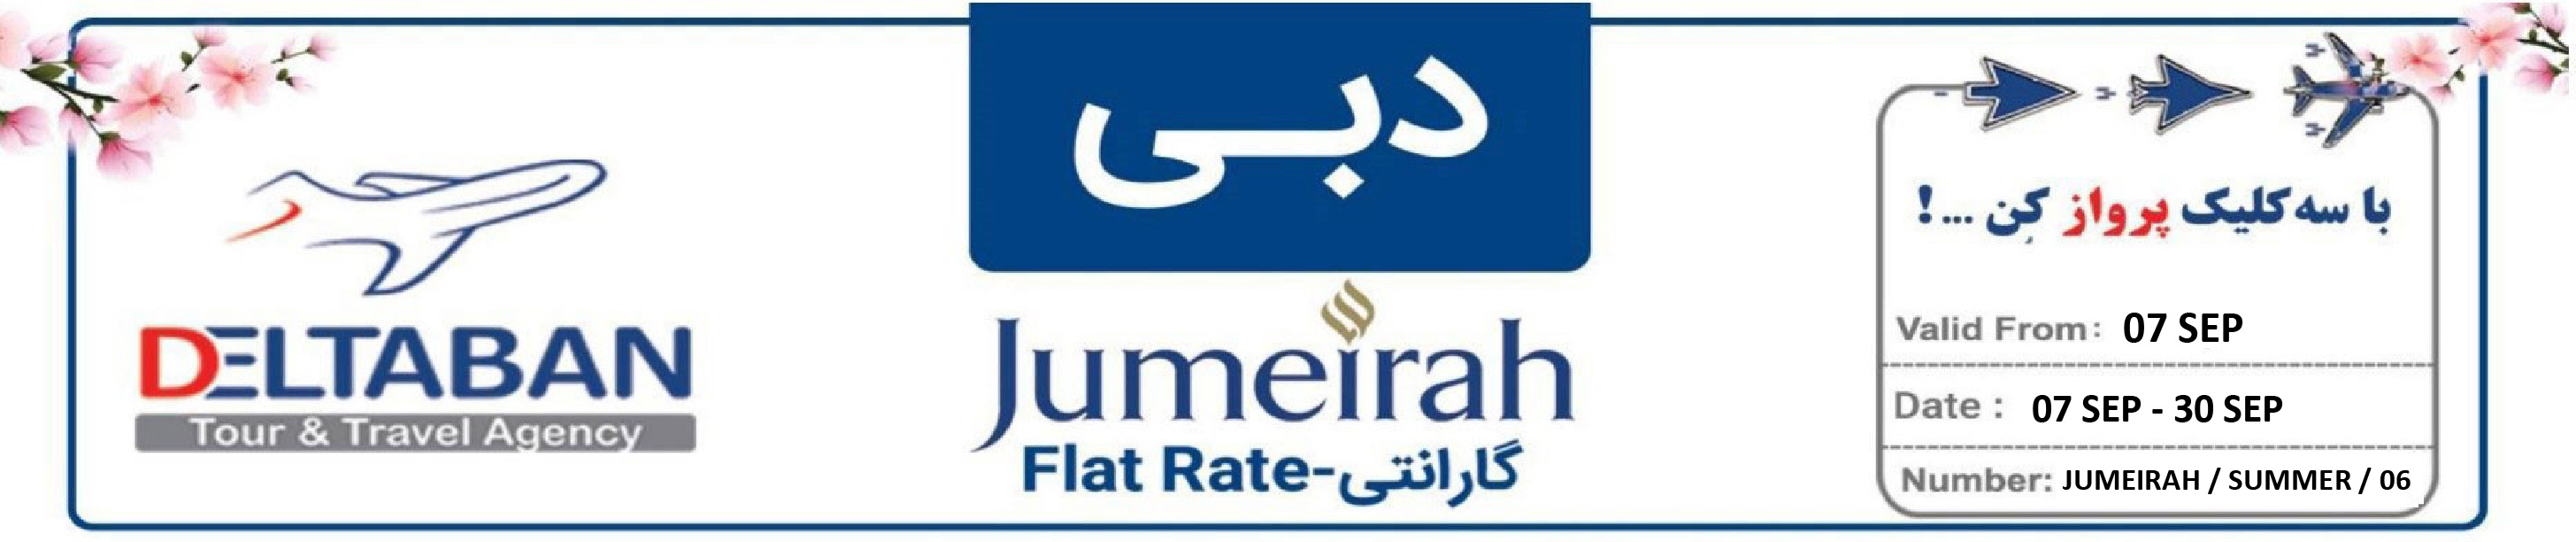 دبی
DELTABAN
Tour & Travel Agency
Jumeirah
Flat Rate-گارانتی
با سه کلیک پرواز کن ...!
Valid From: 07 SEP
Date : 07 SEP - 30 SEP
Number: JUMEIRAH / SUMMER / 06